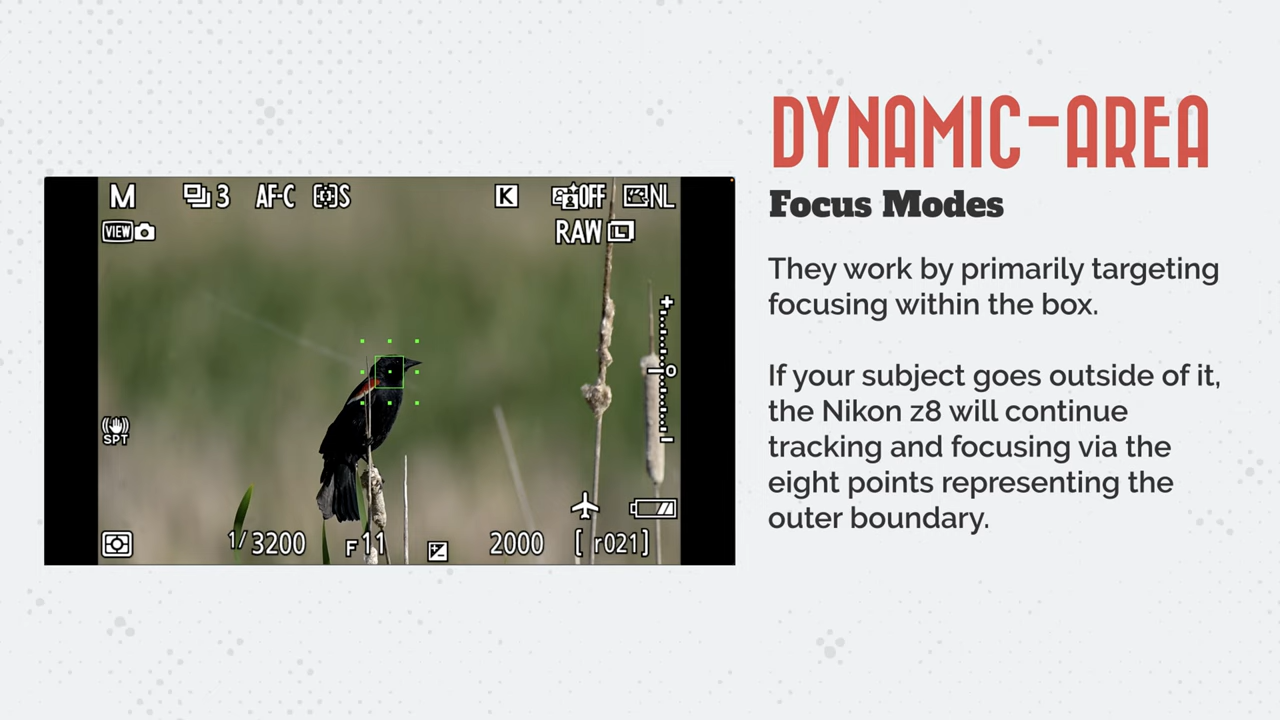 DYNAMIC-AREA
Focus Modes
They work by primarily targeting
focusing within the box.
If your subject goes outside of it,
the Nikon z8 will continue
tracking and focusing via the
eight points representing the
outer boundary.
M 3 AF-C S K OFF NL
VIEW RAW L
+
0
SPT
1/3200 F11 2000 [ r021]